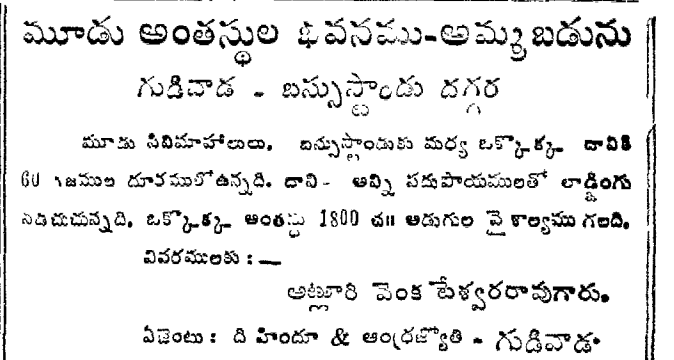 మూడు అంతస్థుల భవనము-అమ్మబడును
గుడివాడ - బస్సుస్టాండు దగ్గర
మూడు సినిమాహాలులు, బస్సుస్టాండుకు మధ్య ఒక్కొక్క దానికి
60 గజముల దూరములోఉన్నది. దాని- అన్ని సదుపాయములతో లాడ్జింగు
నడిచుచున్నది. ఒక్కొక్క అంతస్థు 1800 చ॥ అడుగుల వైశాల్యము గలది.
వివరములకు :—
అట్లూరి వెంకటేశ్వరరావుగారు.
ఏజెంటు : ది హిందూ & ఆంధ్రజ్యోతి - గుడివాడ